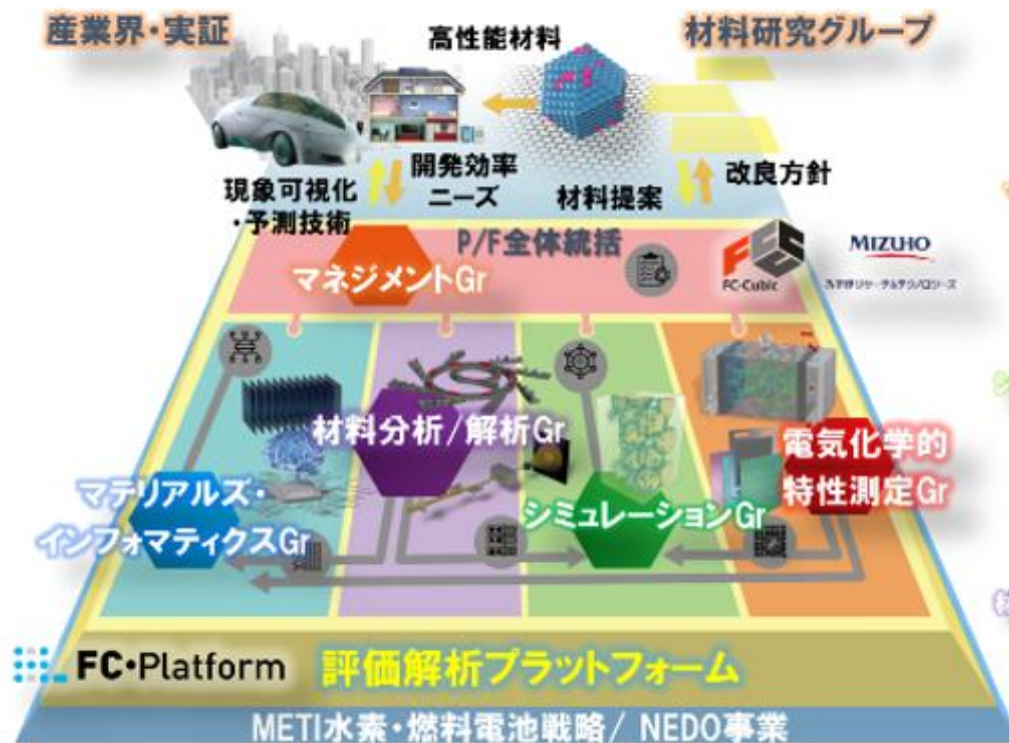 産業界・実証
高性能材料
材料研究グループ
現象可視化
・予測技術
開発効率
ニーズ
材料提案
改良方針
P/F全体統括
マネジメントGr
FC-Cubic
MIZUHO
材料分析/解析Gr
電気化学的
特性測定Gr
マテリアルズ・
インフォマティクスGr
シミュレーションGr
FC・Platform
評価解析プラットフォーム
METI水素・燃料電池戦略/ NEDO事業